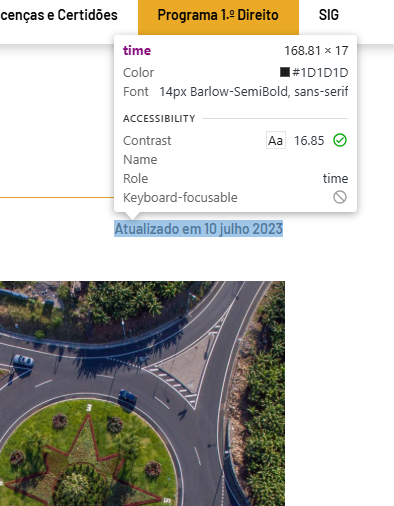 cenças e Certidões Programa 1.º Direito SIG
time 168.81 × 17
Color #1D1D1D
Font 14px Barlow-SemiBold, sans-serif
ACCESSIBILITY
Contrast Aa 16.85
Name
Role time
Keyboard-focusable
Atualizado em 10 julho 2023